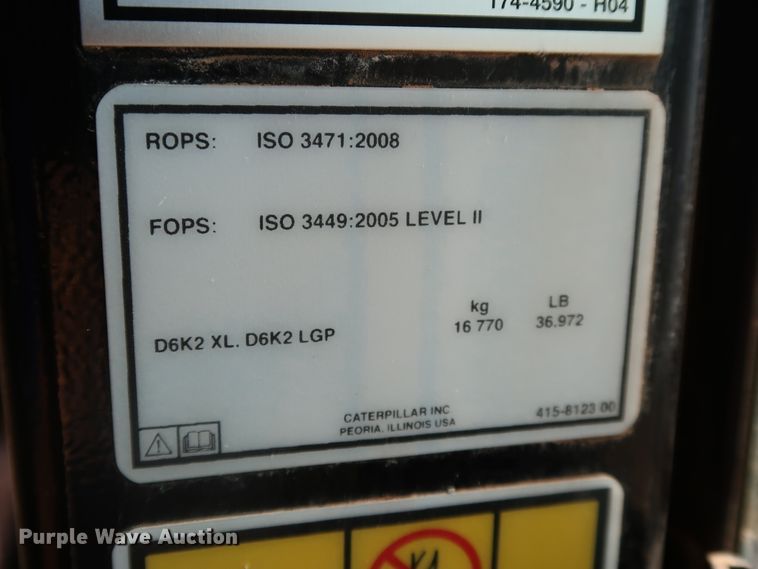 174-4590 - H04
ROPS: ISO 3471:2008
FOPS: ISO 3449:2005 LEVEL II
kg LB
D6K2 XL. D6K2 LGP 16 770 36.972
CATERPILLAR INC 415-8123 00
PEORIA. ILLINOIS USA
Purple Wave Auction